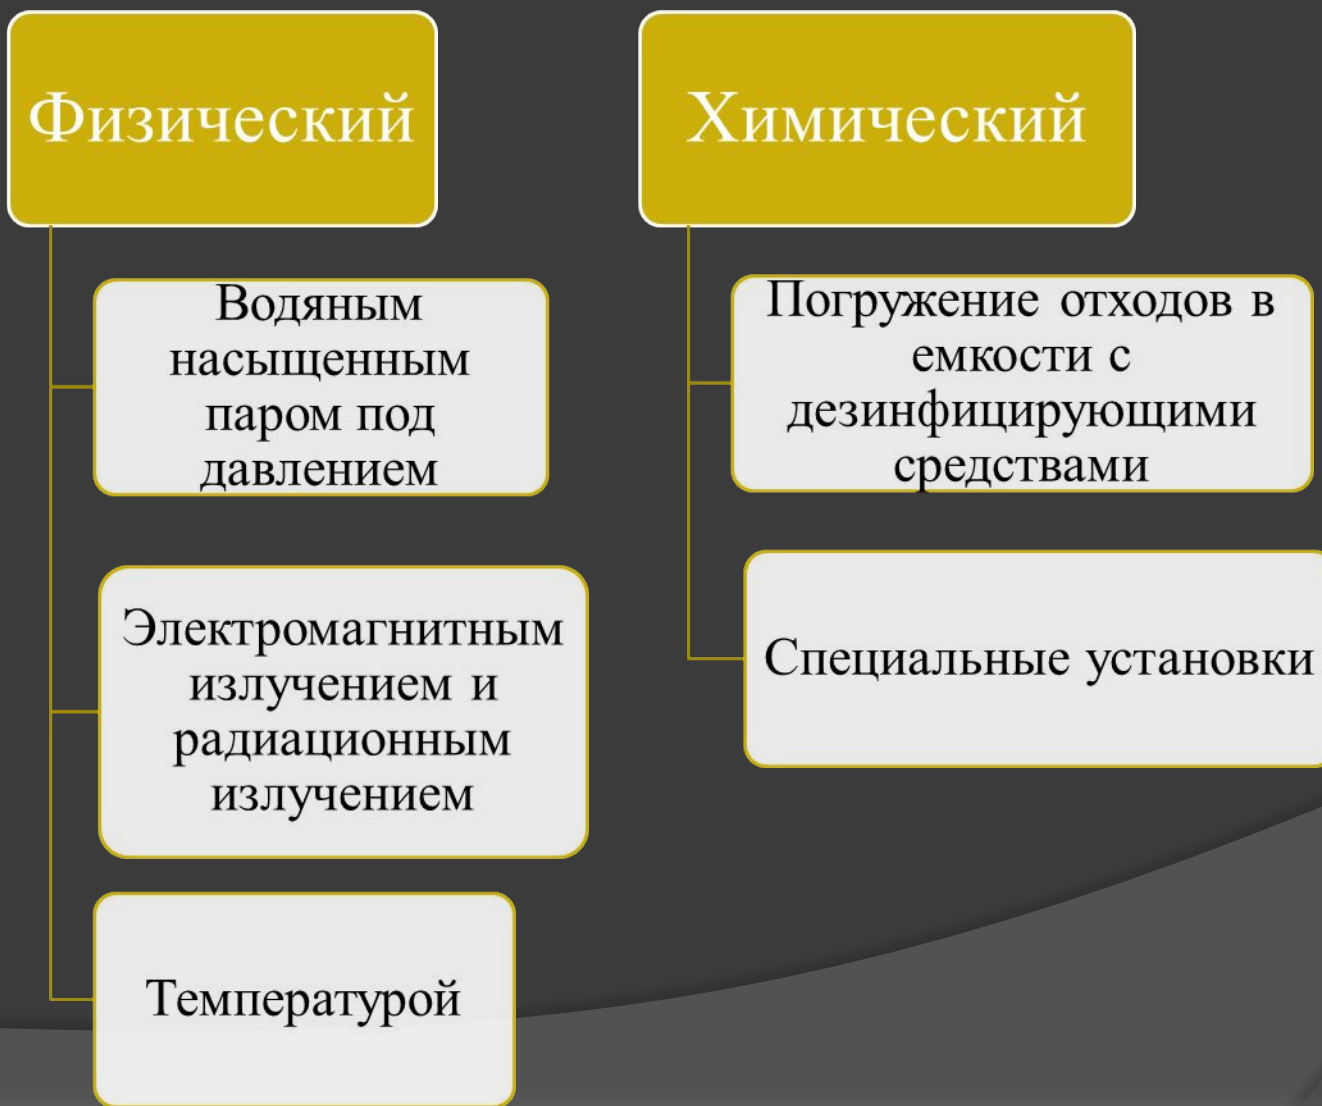 Физический
Водяным
насыщенным
паром под
давлением
Электромагнитным
излучением и
радиационным
излучением
Температурой
Химический
Погружение отходов в
емкости с
дезинфицирующими
средствами
Специальные установки